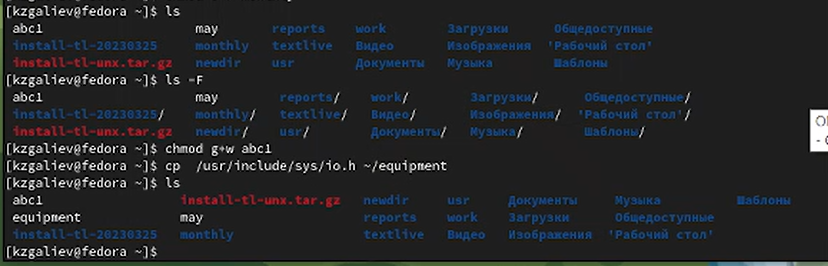 [kzgaliev@fedora ~]$ ls
abc1 may reports work Загрузки Общедоступные
install-tl-20230325 monthly textlive Видео Изображения 'Рабочий стол'
install-tl-unx.tar.gz newdir usr Документы Музыка Шаблоны
[kzgaliev@fedora ~]$ ls -F
abc1 may reports/ work/ Загрузки/ Общедоступные/
install-tl-20230325/ monthly/ textlive/ Видео/ Изображения/ 'Рабочий стол'/
install-tl-unx.tar.gz newdir/ usr/ Документы/ Музыка/ Шаблоны/
[kzgaliev@fedora ~]$ chmod g+w abc1
[kzgaliev@fedora ~]$ cp /usr/include/sys/io.h ~/equipment
[kzgaliev@fedora ~]$ ls
abc1 install-tl-unx.tar.gz newdir usr Документы Музыка Шаблоны
equipment may reports work Загрузки Общедоступные
install-tl-20230325 monthly textlive Видео Изображения 'Рабочий стол'
[kzgaliev@fedora ~]$